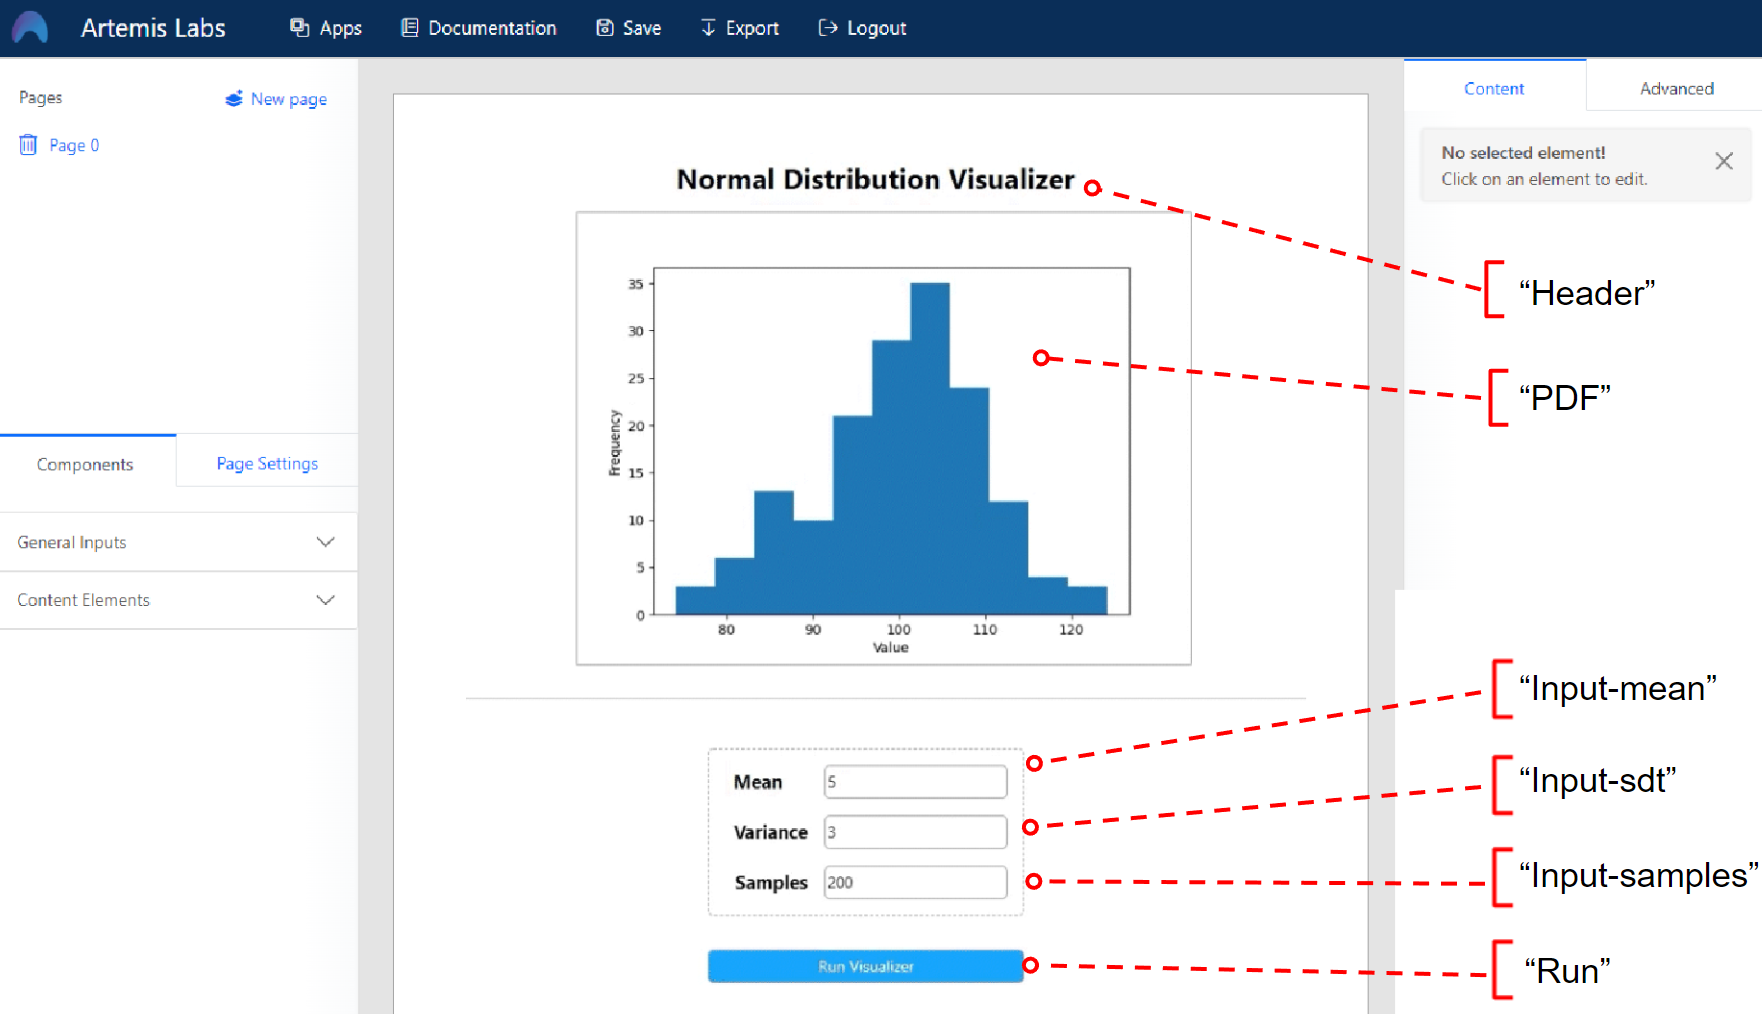 Artemis Labs
Apps
Documentation
Save
Export
Logout
Pages
New page
Page 0
Components
Page Settings
General Inputs
Content Elements
Normal Distribution Visualizer
35
30
25
20
15
10
5
0
Frequency
80
90
100
110
120
Value
Mean
5
Variance
3
Samples
200
Run Visualizer
Content
Advanced
No selected element!
Click on an element to edit.
“Header”
“PDF”
“Input-mean”
“Input-sdt”
“Input-samples”
“Run”